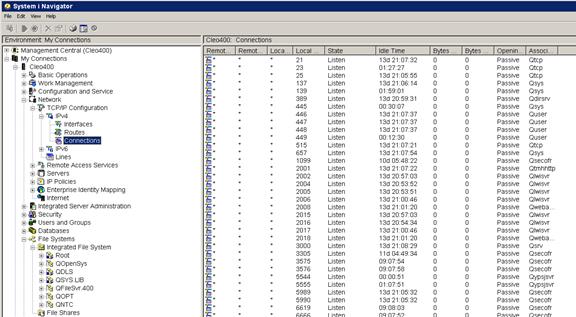 System i Navigator
File Edit View Help
Environment: My Connections
Cleo400: Connections
Management Central (Cleo400)
My Connections
Cleo400
Basic Operations
Work Management
Configuration and Service
Network
TCP/IP Configuration
IPv4
Interfaces
Routes
Connections
IPv6
Lines
Remote Access Services
Servers
IP Policies
Enterprise Identity Mapping
Internet
Integrated Server Administration
Security
Users and Groups
Databases
File Systems
Integrated File System
Root
QOpenSys
QDLS
QSYS.LIB
QFileSvr.400
QOPT
QNTC
File Shares
Remot... Remot... Loca... Local ... State Idle Time Bytes ... Bytes ... Openin... Associ...
* * * 21 Listen 13d 21:07:32 0 0 Passive Qtcp
* * * 23 Listen 01:27:27 0 0 Passive Qtcp
* * * 25 Listen 13d 21:05:55 0 0 Passive Qtcp
* * * 137 Listen 13d 21:06:14 0 0 Passive Qsys
* * * 139 Listen 01:59:01 0 0 Passive Qsys
* * * 389 Listen 13d 20:59:31 0 0 Passive Qdirsrv
* * * 445 Listen 00:30:07 0 0 Passive Qsys
* * * 446 Listen 13d 21:07:37 0 0 Passive Quser
* * * 447 Listen 13d 21:07:37 0 0 Passive Quser
* * * 448 Listen 13d 21:07:37 0 0 Passive Quser
* * * 449 Listen 00:12:30 0 0 Passive Quser
* * * 515 Listen 13d 21:07:21 0 0 Passive Qtcp
* * * 657 Listen 13d 21:07:54 0 0 Passive Qsys
* * * 1099 Listen 10d 05:48:22 0 0 Passive Qsecofr
* * * 2001 Listen 13d 21:07:22 0 0 Passive Qtmhhttp
* * * 2002 Listen 13d 20:57:03 0 0 Passive Qlwisvr
* * * 2004 Listen 13d 20:53:52 0 0 Passive Qlwisvr
* * * 2005 Listen 13d 20:53:51 0 0 Passive Qlwisvr
* * * 2006 Listen 13d 21:00:46 0 0 Passive Qlwisvr
* * * 2008 Listen 13d 21:01:20 0 0 Passive Qweba...
* * * 2015 Listen 13d 20:57:03 0 0 Passive Qlwisvr
* * * 2016 Listen 13d 20:54:34 0 0 Passive Qlwisvr
* * * 2017 Listen 13d 21:00:46 0 0 Passive Qlwisvr
* * * 2018 Listen 13d 21:01:20 0 0 Passive Qweba...
* * * 3000 Listen 13d 21:08:29 0 0 Passive Qsrv
* * * 3305 Listen 11d 04:49:34 0 0 Passive Qsecofr
* * * 3575 Listen 09:07:54 0 0 Passive Qsecofr
* * * 3576 Listen 09:07:58 0 0 Passive Qsecofr
* * * 5544 Listen 00:00:51 0 0 Passive Qypsjsvr
* * * 5555 Listen 01:07:51 0 0 Passive Qypsjsvr
* * * 5989 Listen 13d 21:05:32 0 0 Passive Qsecofr
* * * 5990 Listen 13d 21:05:32 0 0 Passive Qsecofr
* * * 6619 Listen 09:08:03 0 0 Passive Qsecofr
* * * 6666 Listen 09:07:52 0 0 Passive Qsecofr